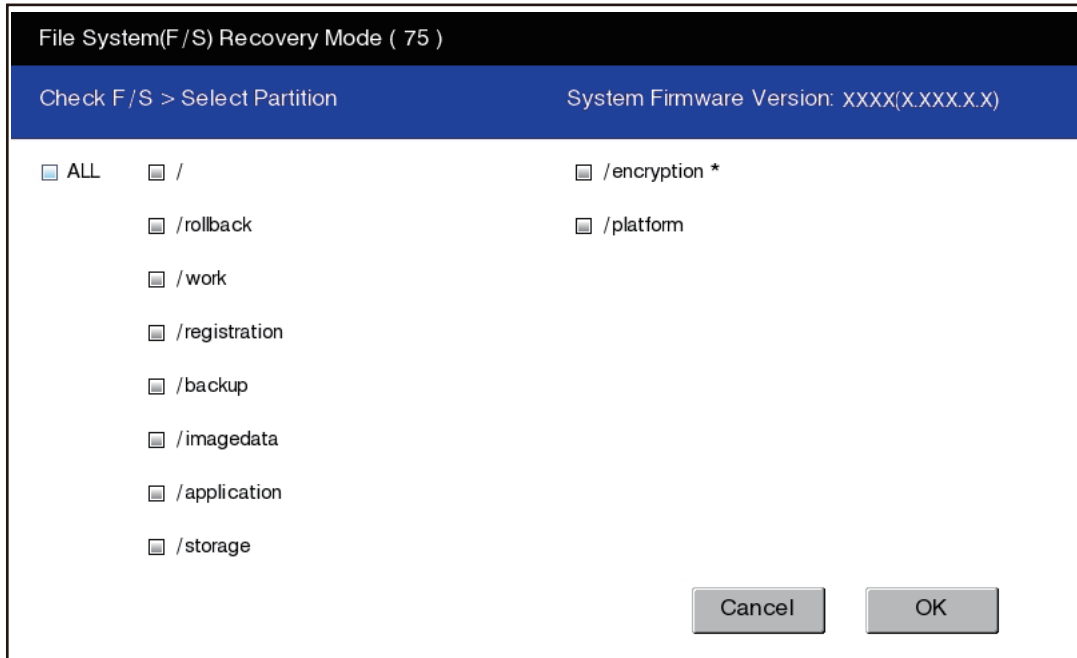 File System(F/S) Recovery Mode ( 75 )
Check F/S > Select Partition System Firmware Version: XXXX(X.XXX.X.X)
ALL / /encryption *
/rollback /platform
/work
/registration
/backup
/imagedata
/application
/storage
Cancel OK